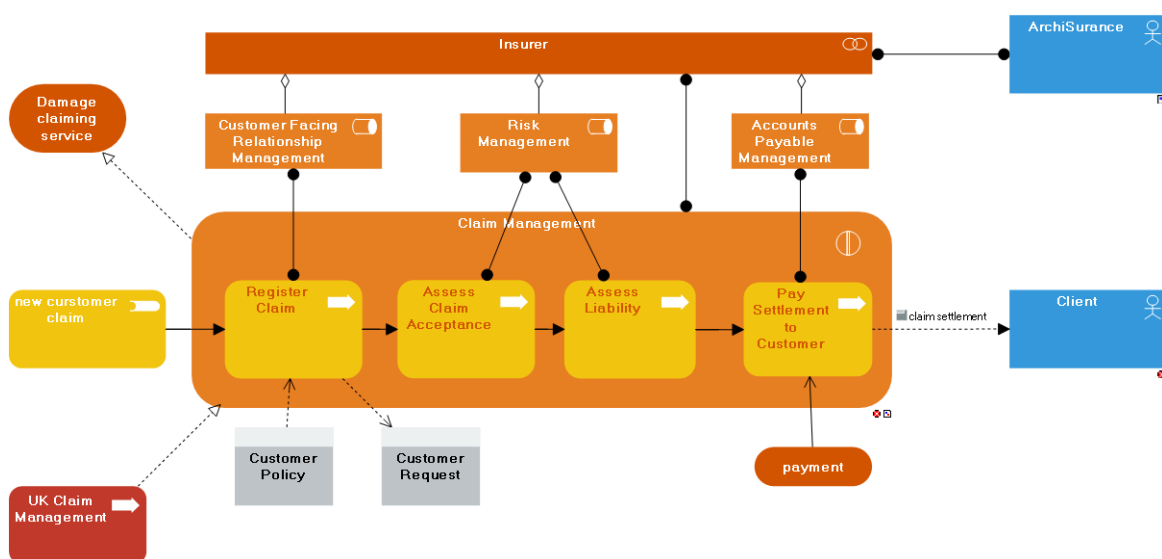 Insurer
ArchiSurance
Damage
claiming
service
Customer Facing
Relationship
Management
Risk
Management
Accounts
Payable
Management
Claim Management
new curstomer
claim
Register
Claim
Assess
Claim
Acceptance
Assess
Liability
Pay
Settlement
to
Customer
claim settlement
Client
Customer
Policy
Customer
Request
payment
UK Claim
Management